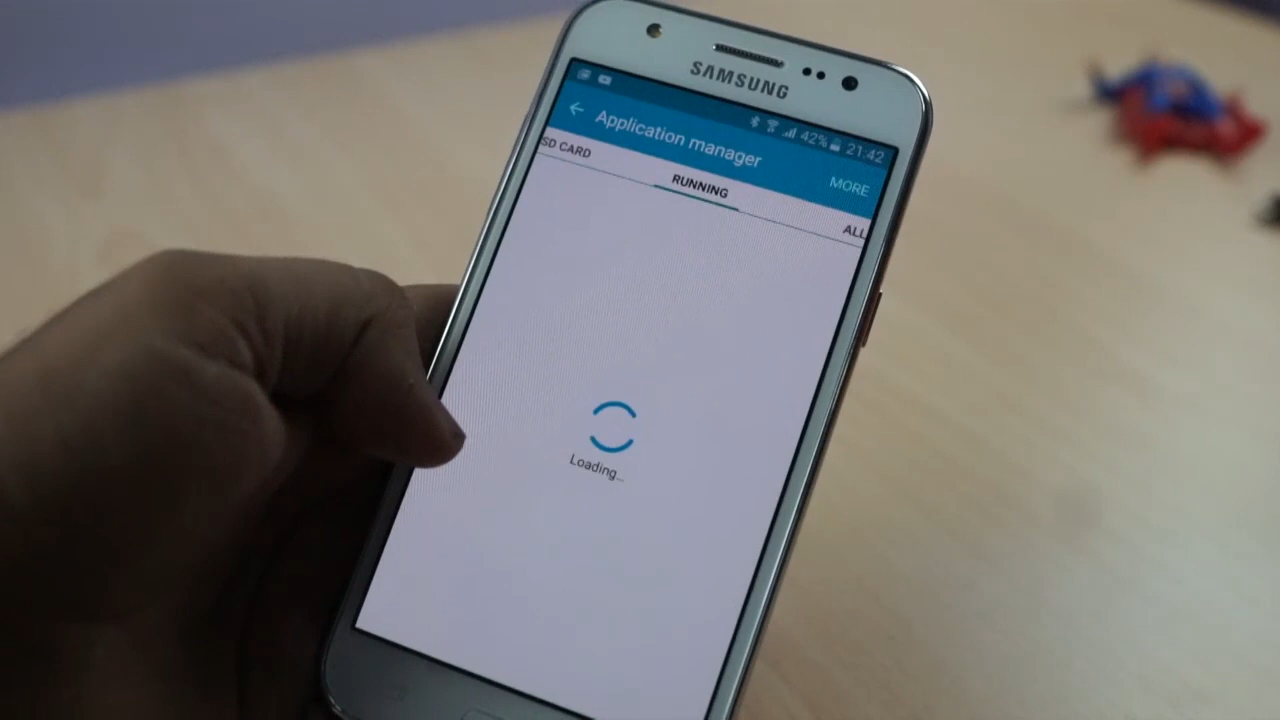 SAMSUNG
42% 21:42
Application manager
MORE
SD CARD
RUNNING
ALL
Loading...